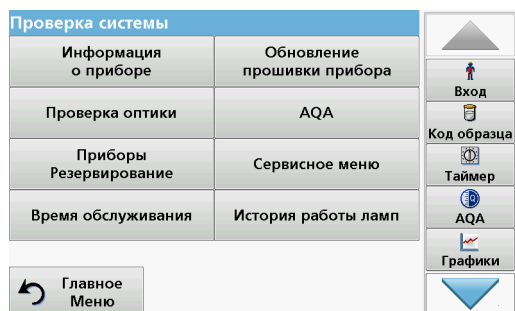 Проверка системы
Информация
о приборе
Обновление
прошивки прибора
Проверка оптики
AQA
Приборы
Резервирование
Сервисное меню
Время обслуживания
История работы ламп
Главное
Меню
Вход
Код образца
Таймер
AQA
Графики